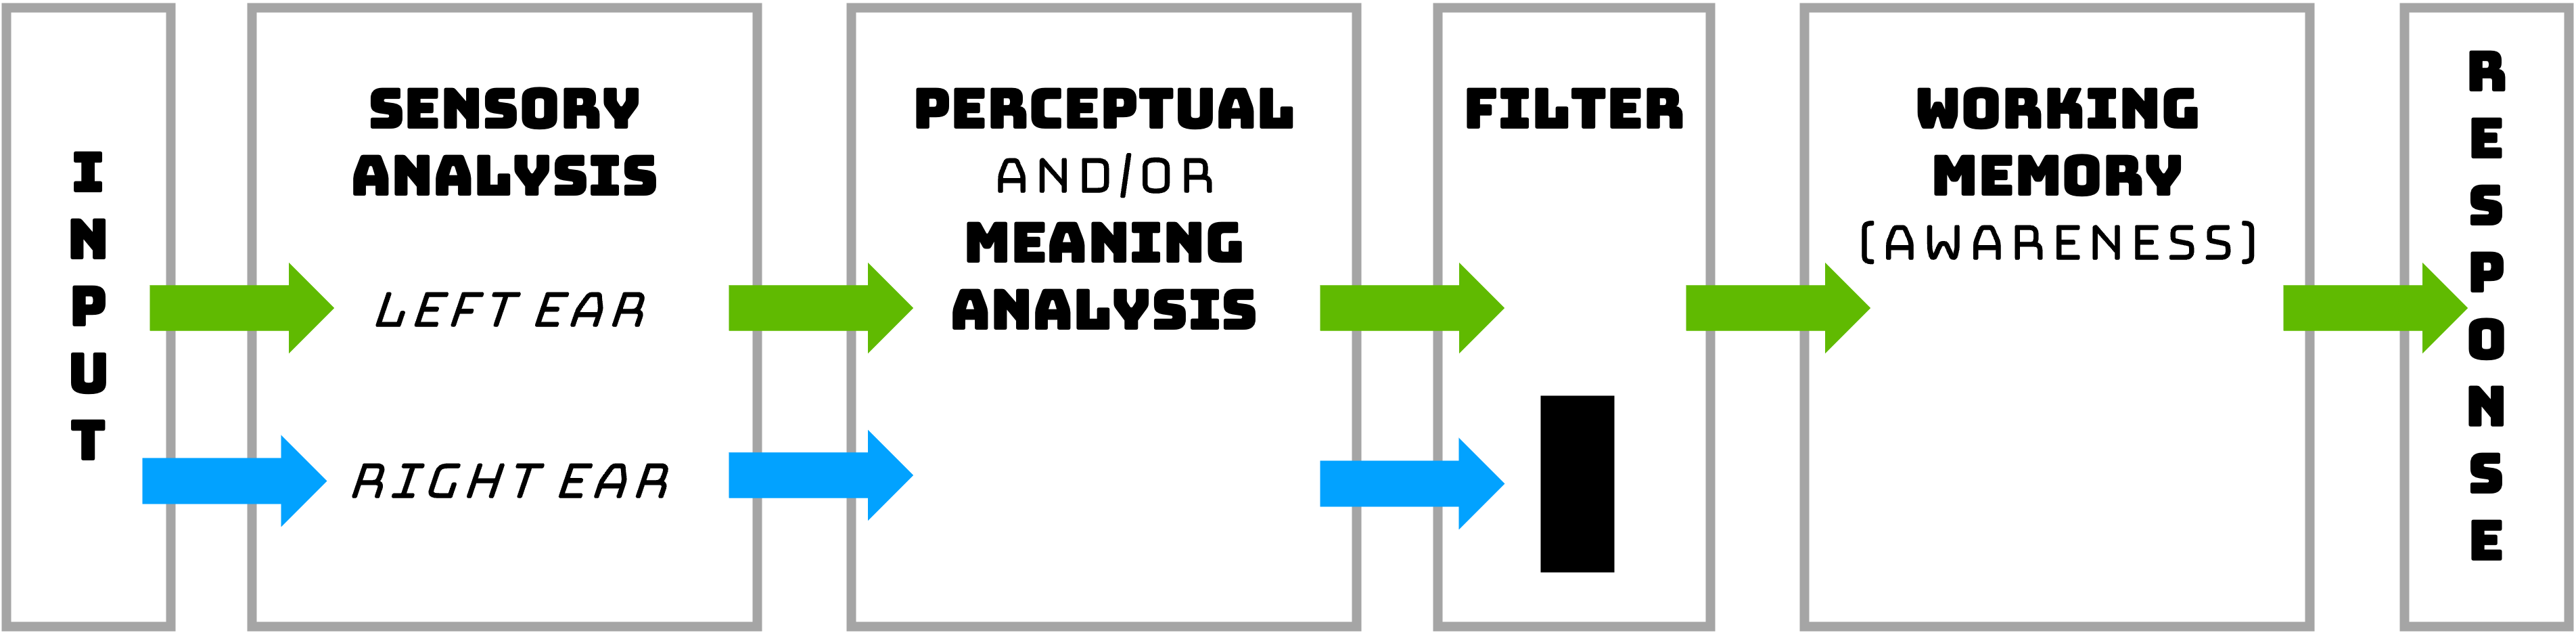 INPUT
SENSORY
ANALYSIS
LEFT EAR
RIGHT EAR
PERCEPTUAL
AND/OR
MEANING
ANALYSIS
FILTER
WORKING
MEMORY
(AWARENESS)
RESPONSE